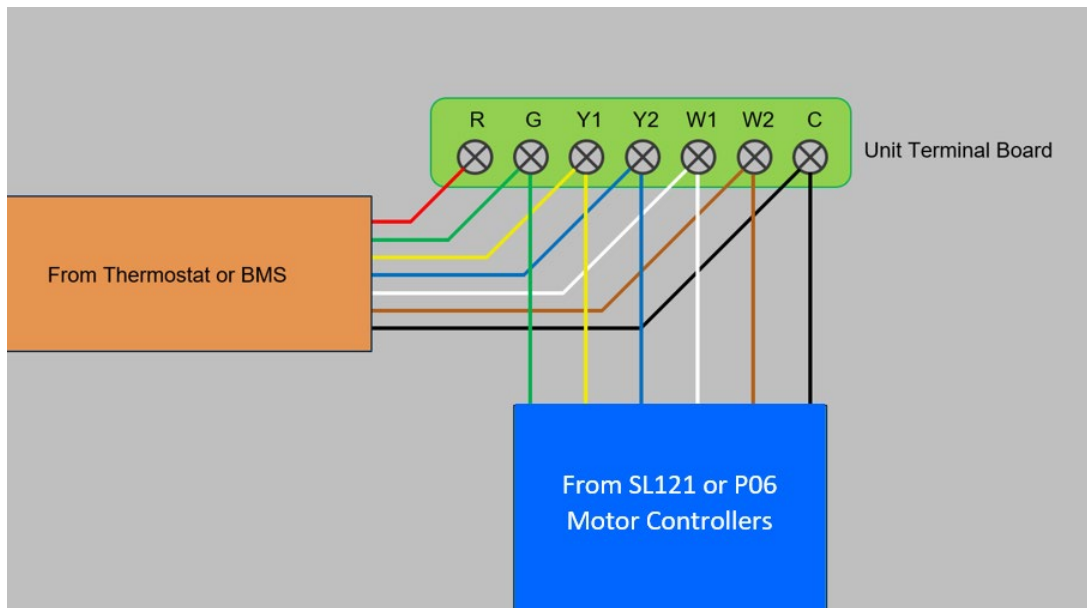 R G Y1 Y2 W1 W2 C
Unit Terminal Board
From Thermostat or BMS
From SL121 or P06
Motor Controllers